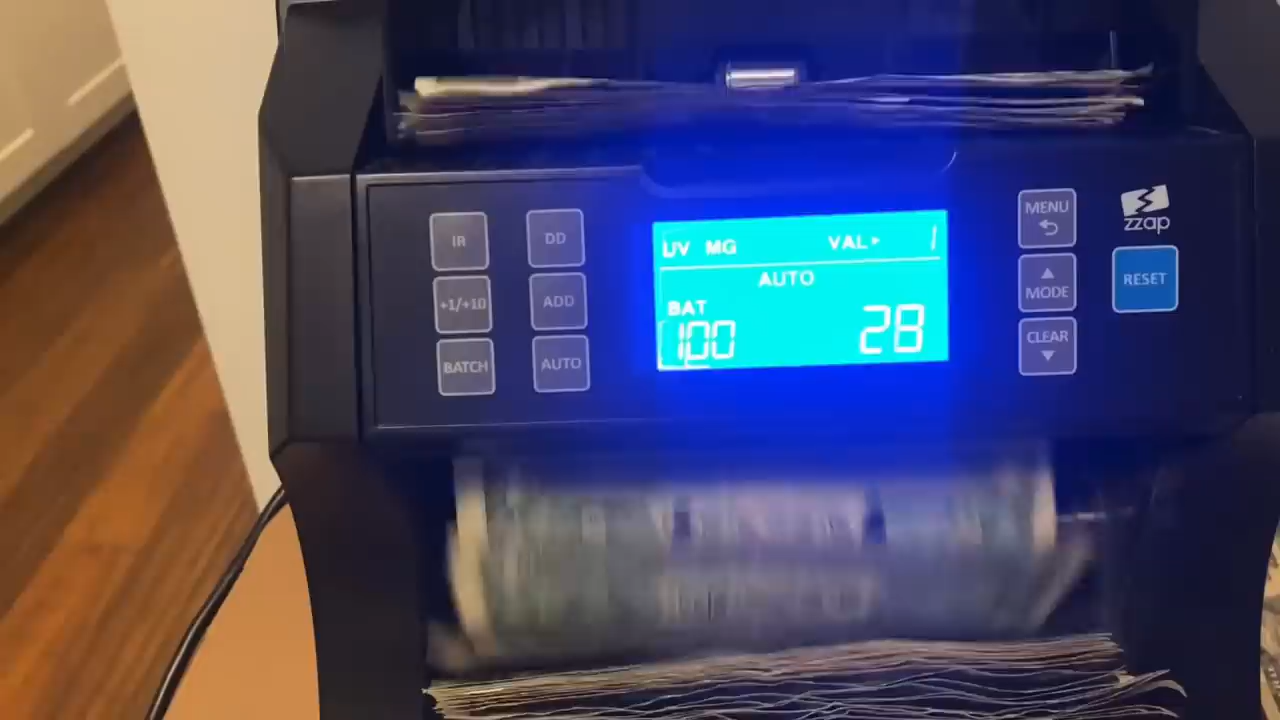 IR
DD
+1/+10
ADD
BATCH
AUTO
UV MG VAL▸ 1
AUTO
BAT
100 28
MENU
MODE
CLEAR
zzap
RESET